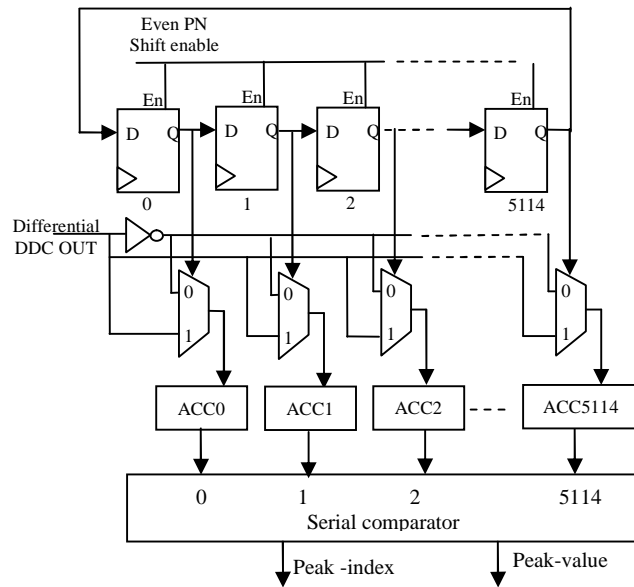 Even PN
Shift enable
En En En En
D Q D Q D Q D Q
0 1 2 5114
Differential
DDC OUT
0 0 0 0
1 1 1 1
ACC0 ACC1 ACC2 ACC5114
0 1 2 5114
Serial comparator
Peak -index Peak-value